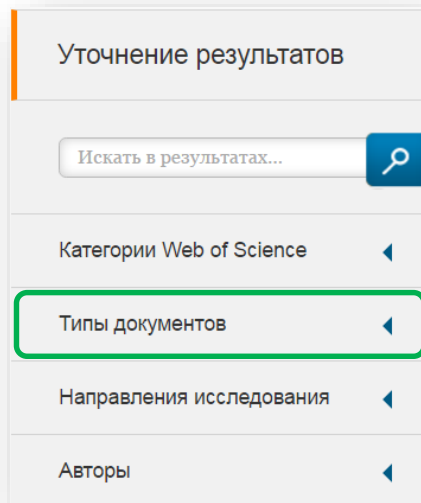 Уточнение результатов
Искать в результатах...
Категории Web of Science
Типы документов
Направления исследования
Авторы